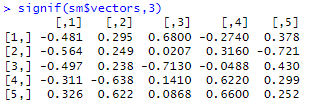 > signif(sm$vectors,3)
[,1] [,2] [,3] [,4] [,5]
[1,] -0.481 0.295 0.6800 -0.2740 0.378
[2,] -0.564 0.249 0.0207 0.3160 -0.721
[3,] -0.497 0.238 -0.7130 -0.0488 0.430
[4,] -0.311 -0.638 0.1410 0.6220 0.299
[5,] 0.326 0.622 0.0868 0.6600 0.252